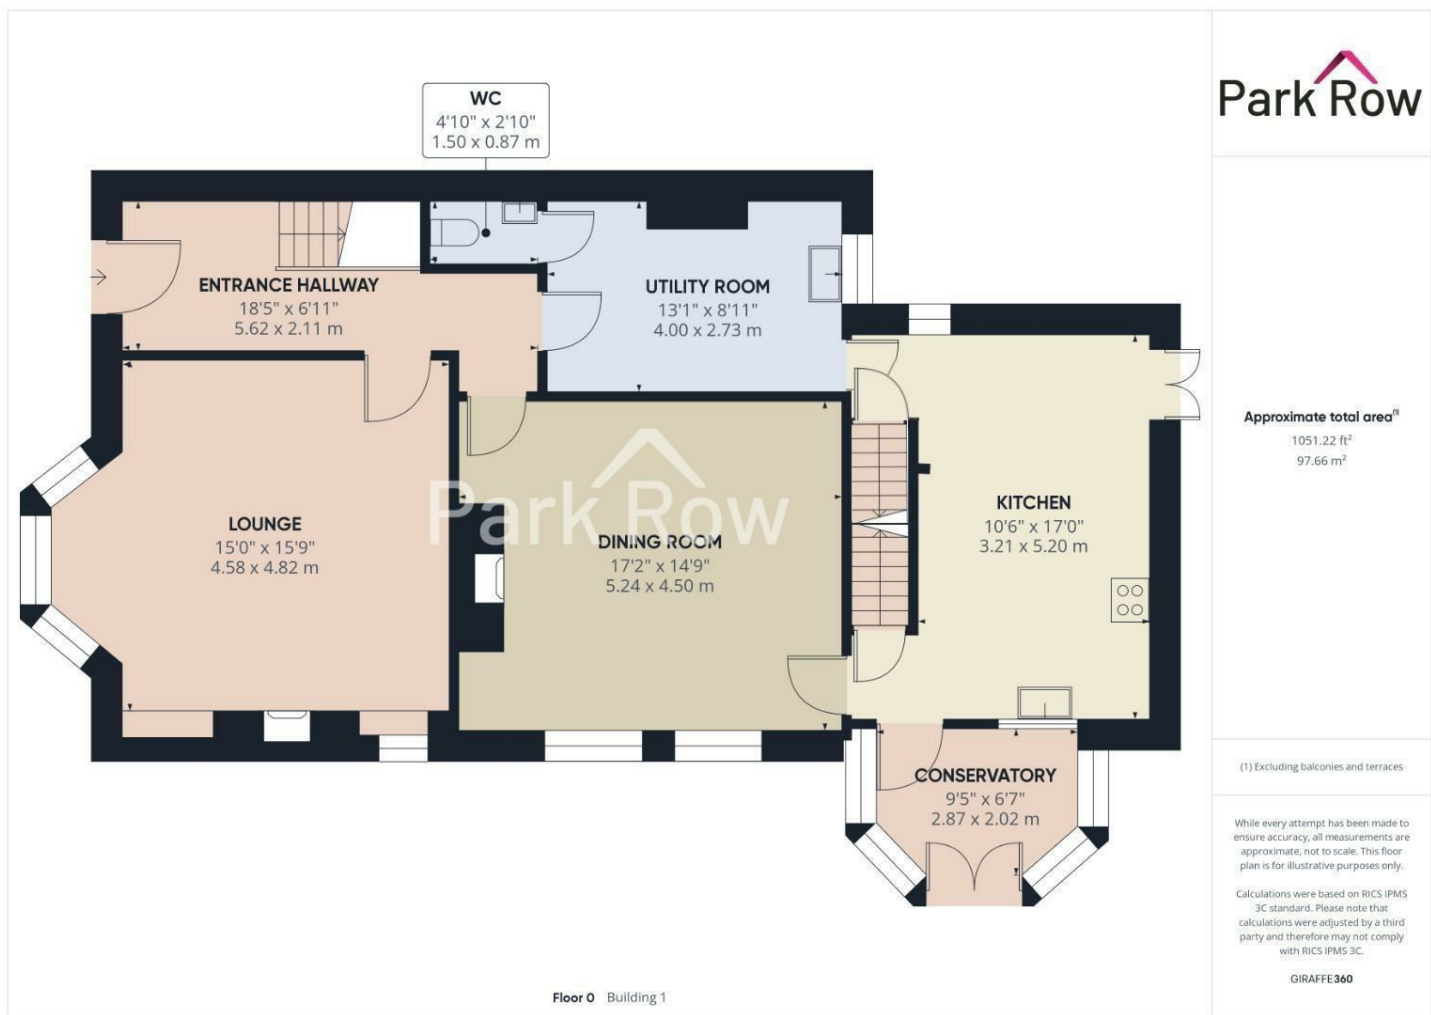 WC
4'10" x 2'10"
1.50 x 0.87 m
ENTRANCE HALLWAY
18'5" x 6'11"
5.62 x 2.11 m
UTILITY ROOM
13'1" x 8'11"
4.00 x 2.73 m
LOUNGE
15'0" x 15'9"
4.58 x 4.82 m
Park Row
DINING ROOM
17'2" x 14'9"
5.24 x 4.50 m
KITCHEN
10'6" x 17'0"
3.21 x 5.20 m
CONSERVATORY
9'5" x 6'7"
2.87 x 2.02 m
Floor 0 Building 1
Park Row
Approximate total area(1)
1051.22 ft²
97.66 m²
(1) Excluding balconies and terraces
While every attempt has been made to
ensure accuracy, all measurements are
approximate, not to scale. This floor
plan is for illustrative purposes only.
Calculations were based on RICS IPMS
3C standard. Please note that
calculations were adjusted by a third
party and therefore may not comply
with RICS IPMS 3C.
GIRAFFE360